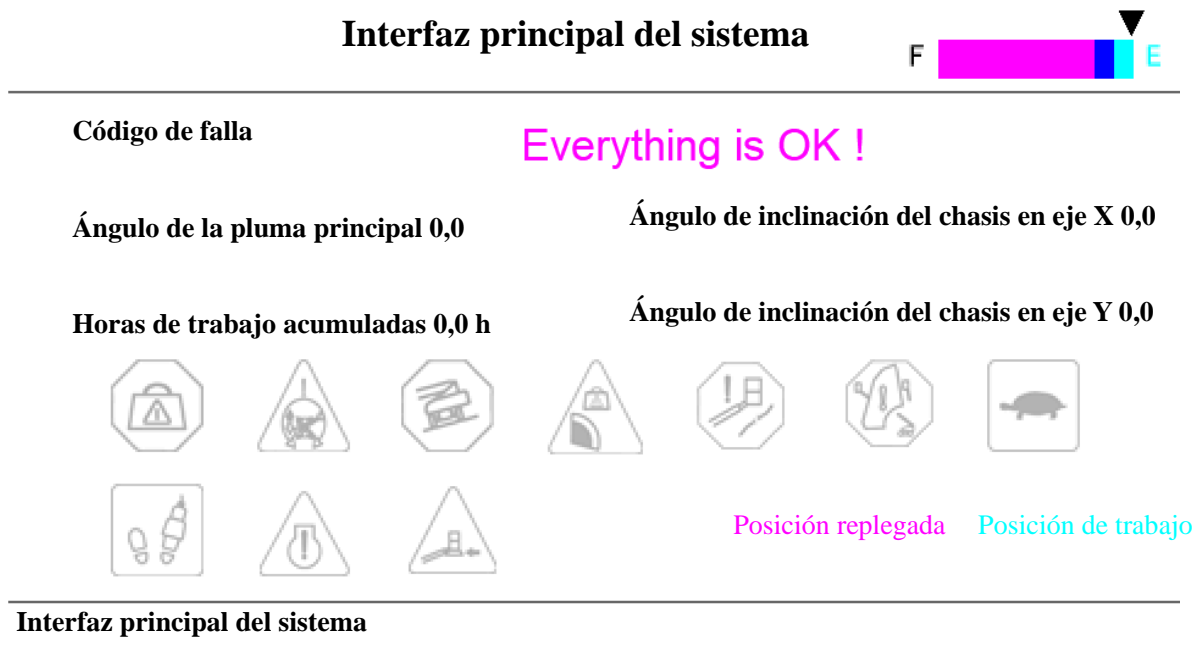 Interfaz principal del sistema
F E
Código de falla
Everything is OK !
Ángulo de la pluma principal 0,0
Ángulo de inclinación del chasis en eje X 0,0
Horas de trabajo acumuladas 0,0 h
Ángulo de inclinación del chasis en eje Y 0,0
Posición replegada
Posición de trabajo
Interfaz principal del sistema